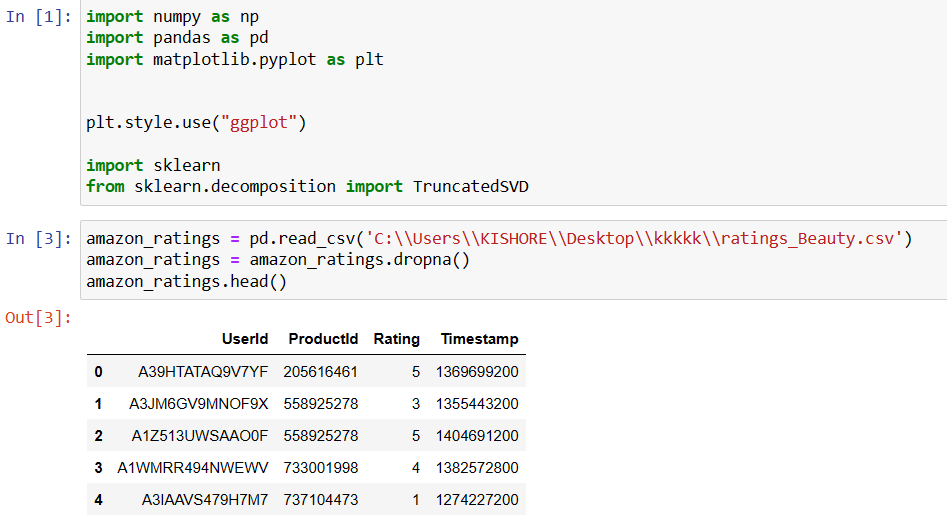 In [1]: import numpy as np
import pandas as pd
import matplotlib.pyplot as plt
plt.style.use("ggplot")
import sklearn
from sklearn.decomposition import TruncatedSVD
In [3]: amazon_ratings = pd.read_csv('C:\\Users\\KISHORE\\Desktop\\kkkkk\\ratings_Beauty.csv')
amazon_ratings = amazon_ratings.dropna()
amazon_ratings.head()
Out[3]:
UserId ProductId Rating Timestamp
0 A39HTATAQ9V7YF 205616461 5 1369699200
1 A3JM6GV9MNOF9X 558925278 3 1355443200
2 A1Z513UWSAAO0F 558925278 5 1404691200
3 A1WMRR494NWEWV 733001998 4 1382572800
4 A3IAAVS479H7M7 737104473 1 1274227200